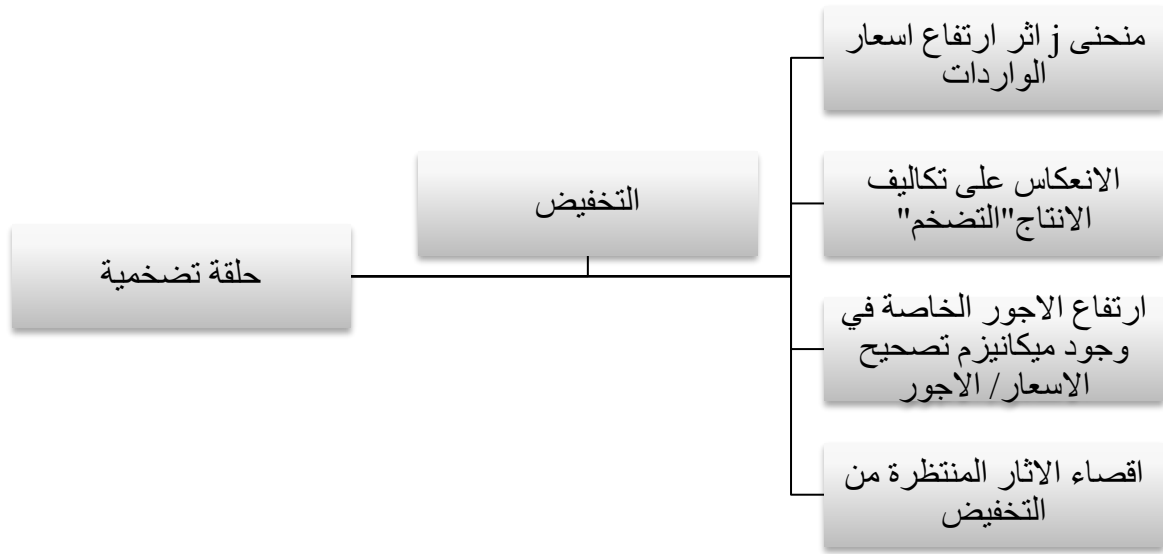 منحنى j اثر ارتفاع اسعار
الواردات
الانعكاس على تكاليف
الانتاج"التضخم"
التخفيض
حلقة تضخمية
ارتفاع الاجور الخاصة في
وجود ميكانيزم تصحيح
الاسعار/ الاجور
اقصاء الاثار المنتظرة من
التخفيض